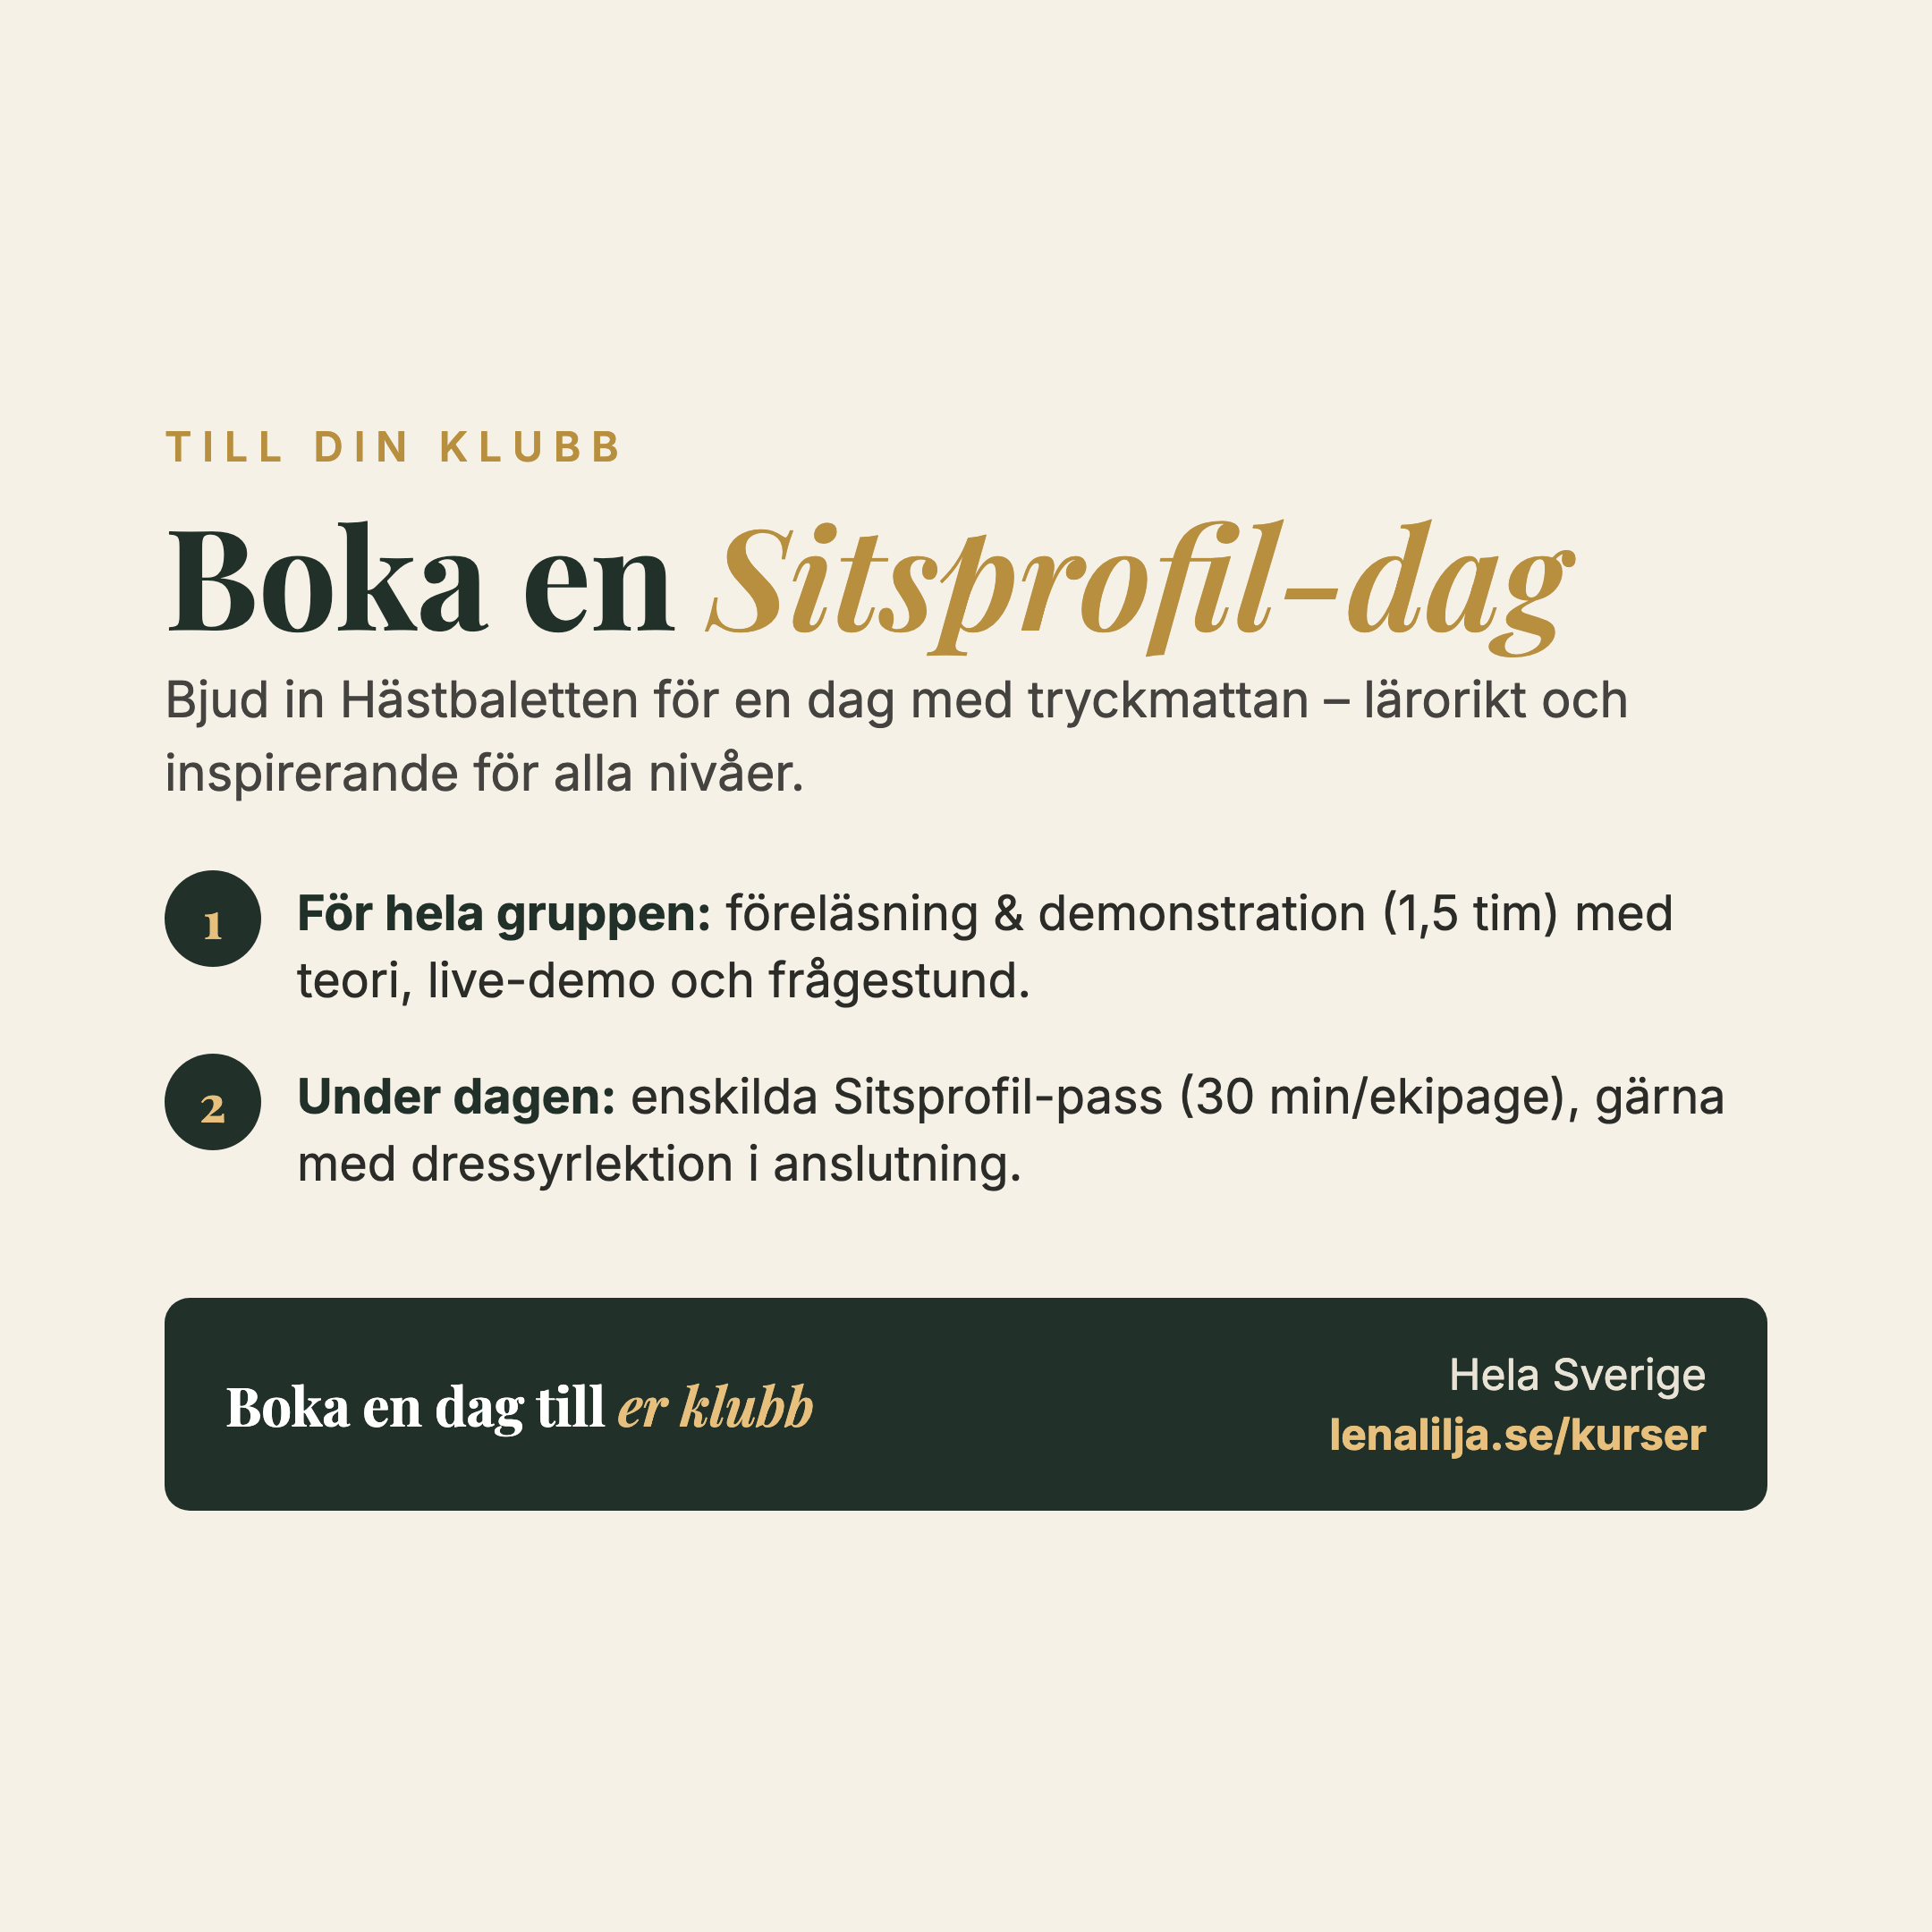 TILL DIN KLUBB
Boka en Sitsprofil-dag
Bjud in Hästbaletten för en dag med tryckmattan – lärorikt och
inspirerande för alla nivåer.
1
För hela gruppen: föreläsning & demonstration (1,5 tim) med
teori, live-demo och frågestund.
2
Under dagen: enskilda Sitsprofil-pass (30 min/ekipage), gärna
med dressyrlektion i anslutning.
Boka en dag till er klubb
Hela Sverige
lenalilja.se/kurser